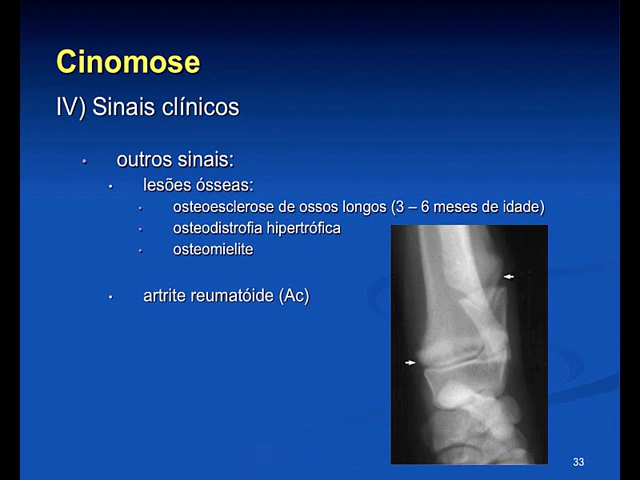 Cinomose
IV) Sinais clínicos
• outros sinais:
• lesões ósseas:
• osteoesclerose de ossos longos (3 – 6 meses de idade)
• osteodistrofia hipertrófica
• osteomielite
• artrite reumatóide (Ac)
33